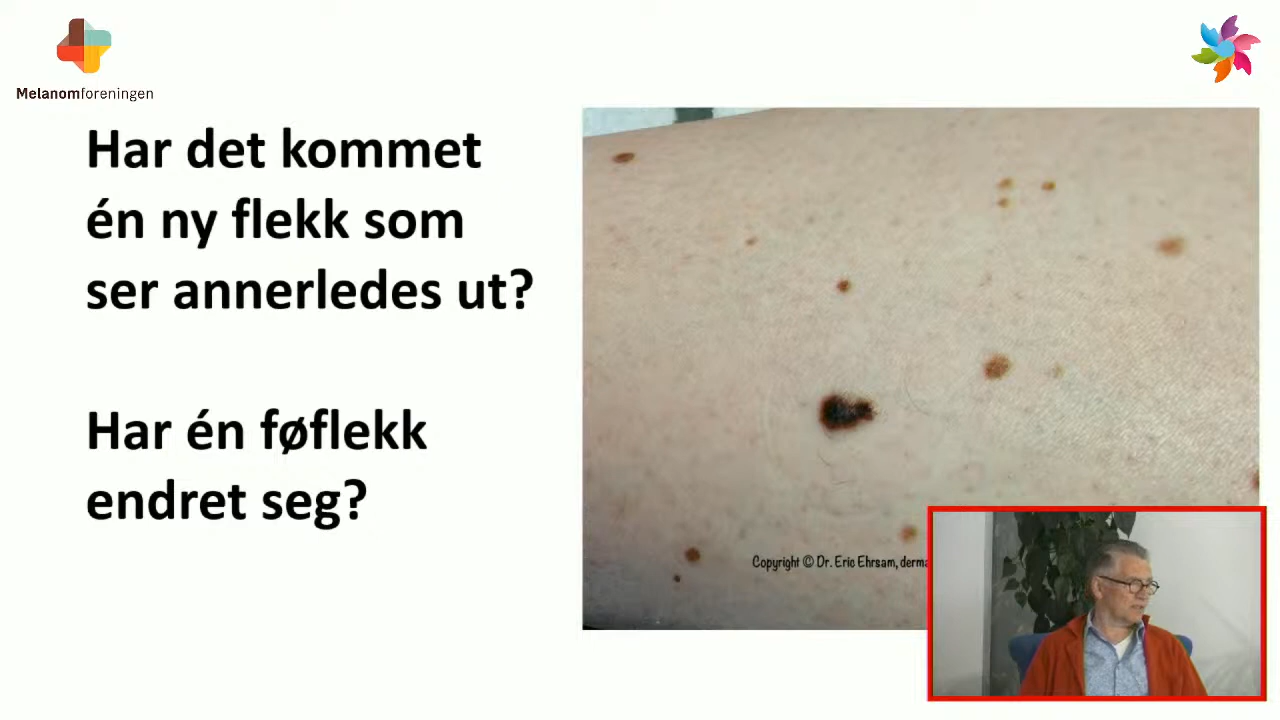 Melanomforeningen
Har det kommet
én ny flekk som
ser annerledes ut?
Har én føflekk
endret seg?
Copyright © Dr. Eric Ehrsam, derma